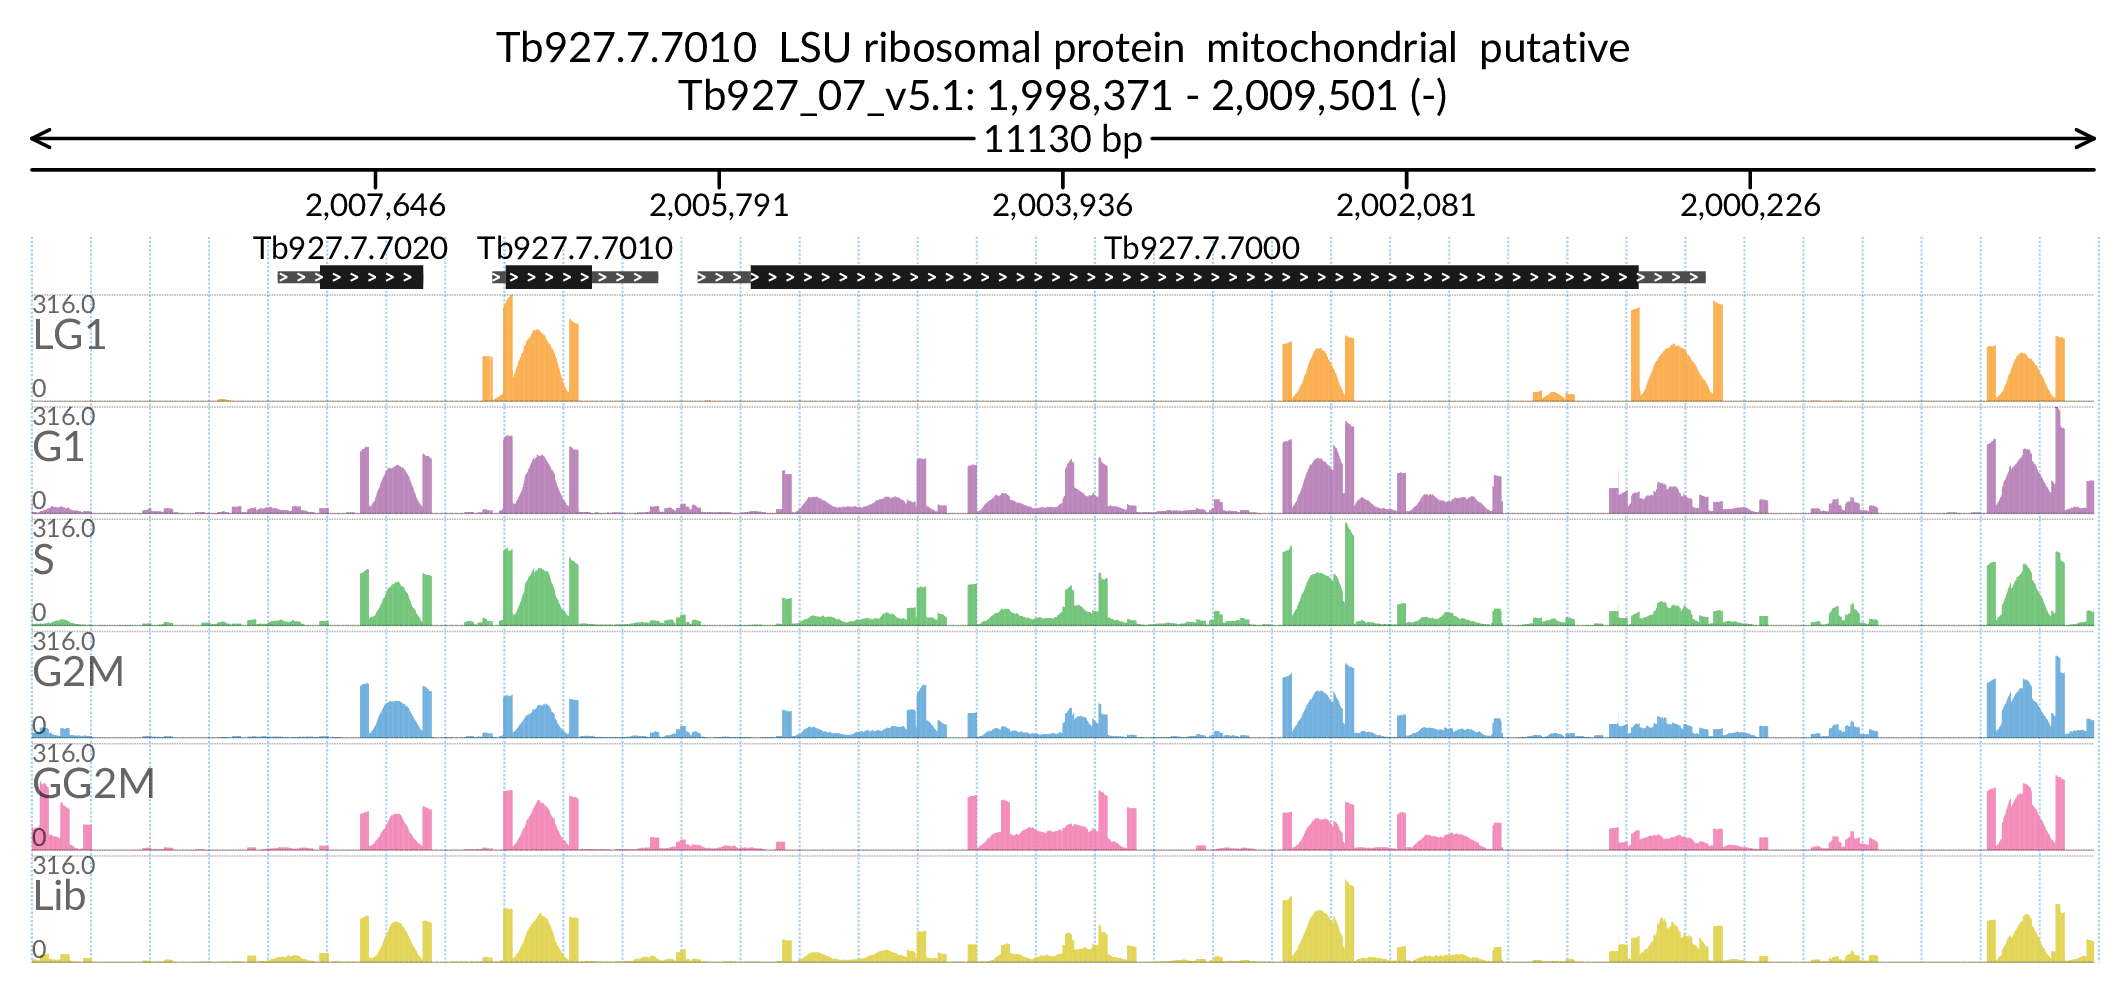 Tb927.7.7010  LSU ribosomal protein  mitochondrial  putative
Tb927_07_v5.1: 1,998,371 - 2,009,501 (-)
11130 bp
2,007,646 2,005,791 2,003,936 2,002,081 2,000,226
Tb927.7.7020 Tb927.7.7010 Tb927.7.7000
316.0
LG1
0
316.0
G1
0
316.0
S
0
316.0
G2M
0
316.0
GG2M
0
316.0
Lib
0